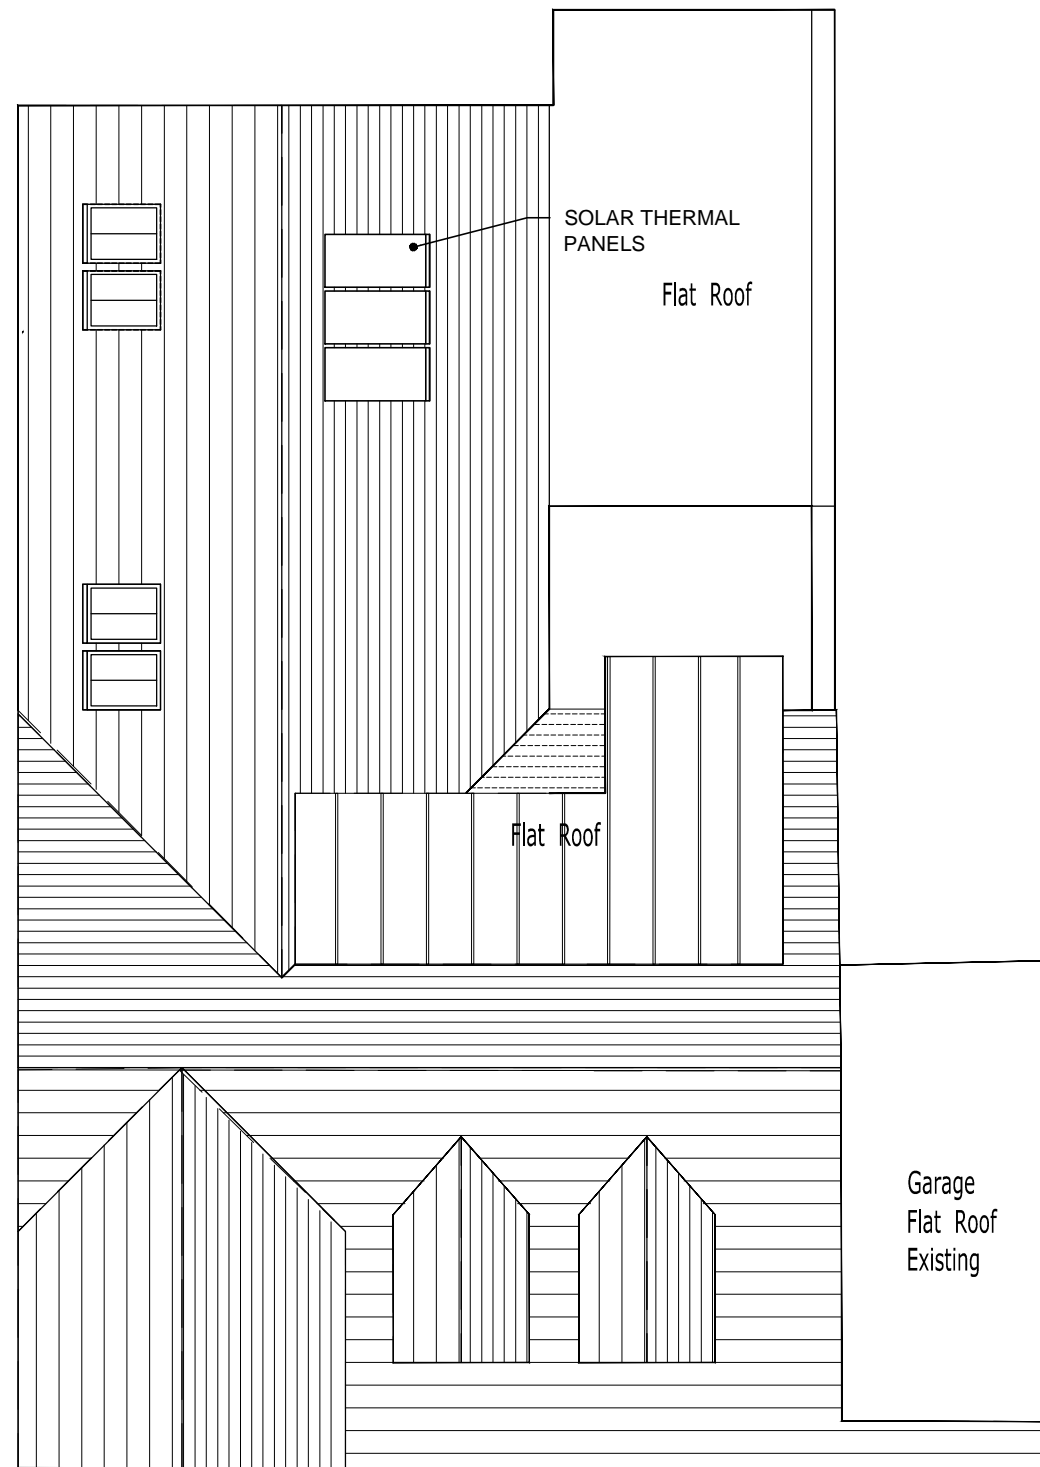 SOLAR THERMAL
PANELS
Flat Roof
Flat Roof
Garage
Flat Roof
Existing